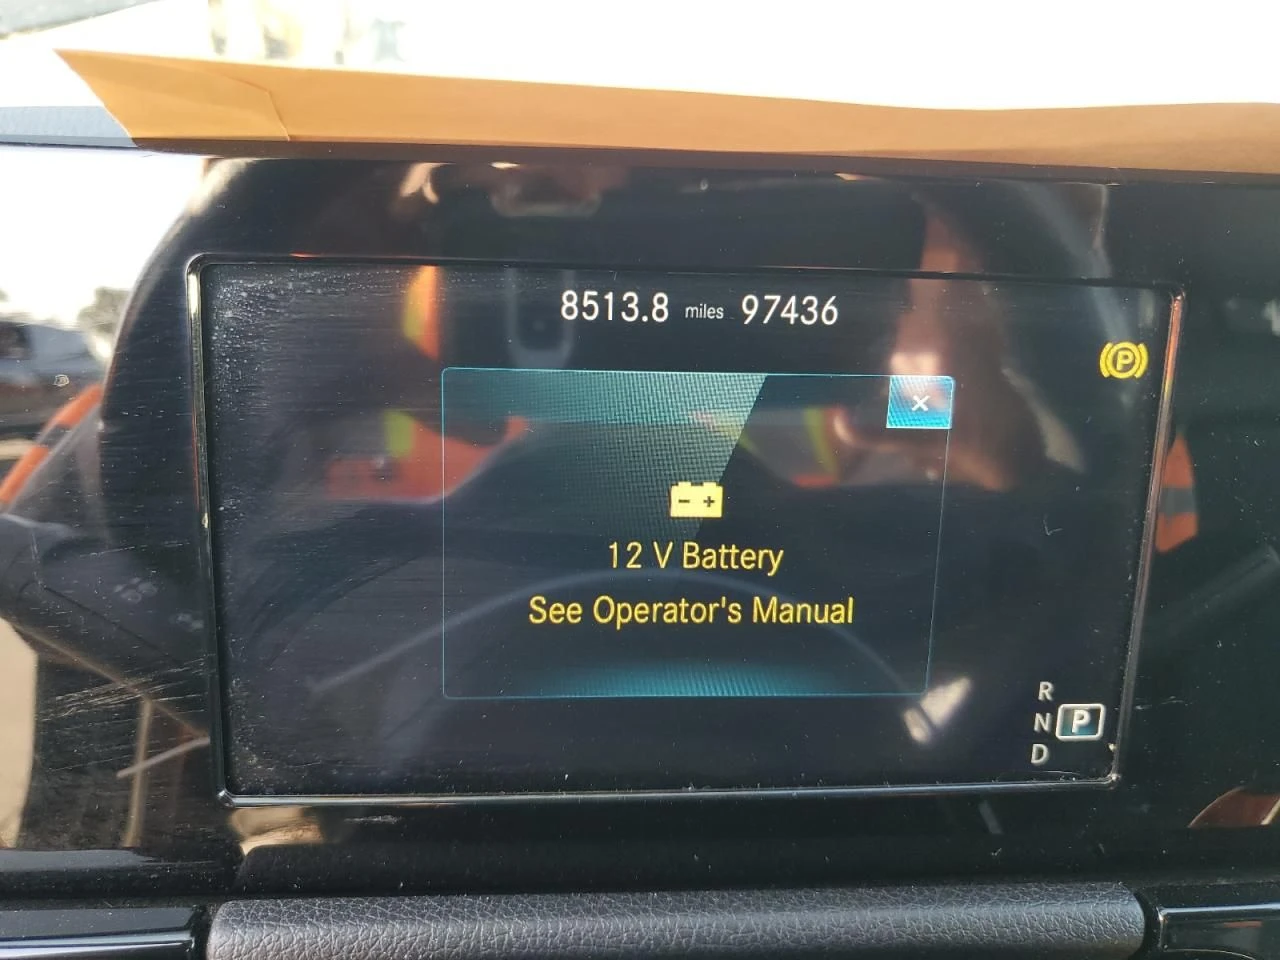 8513.8 miles 97436
P
×
- +
12 V Battery
See Operator's Manual
R
N P
D